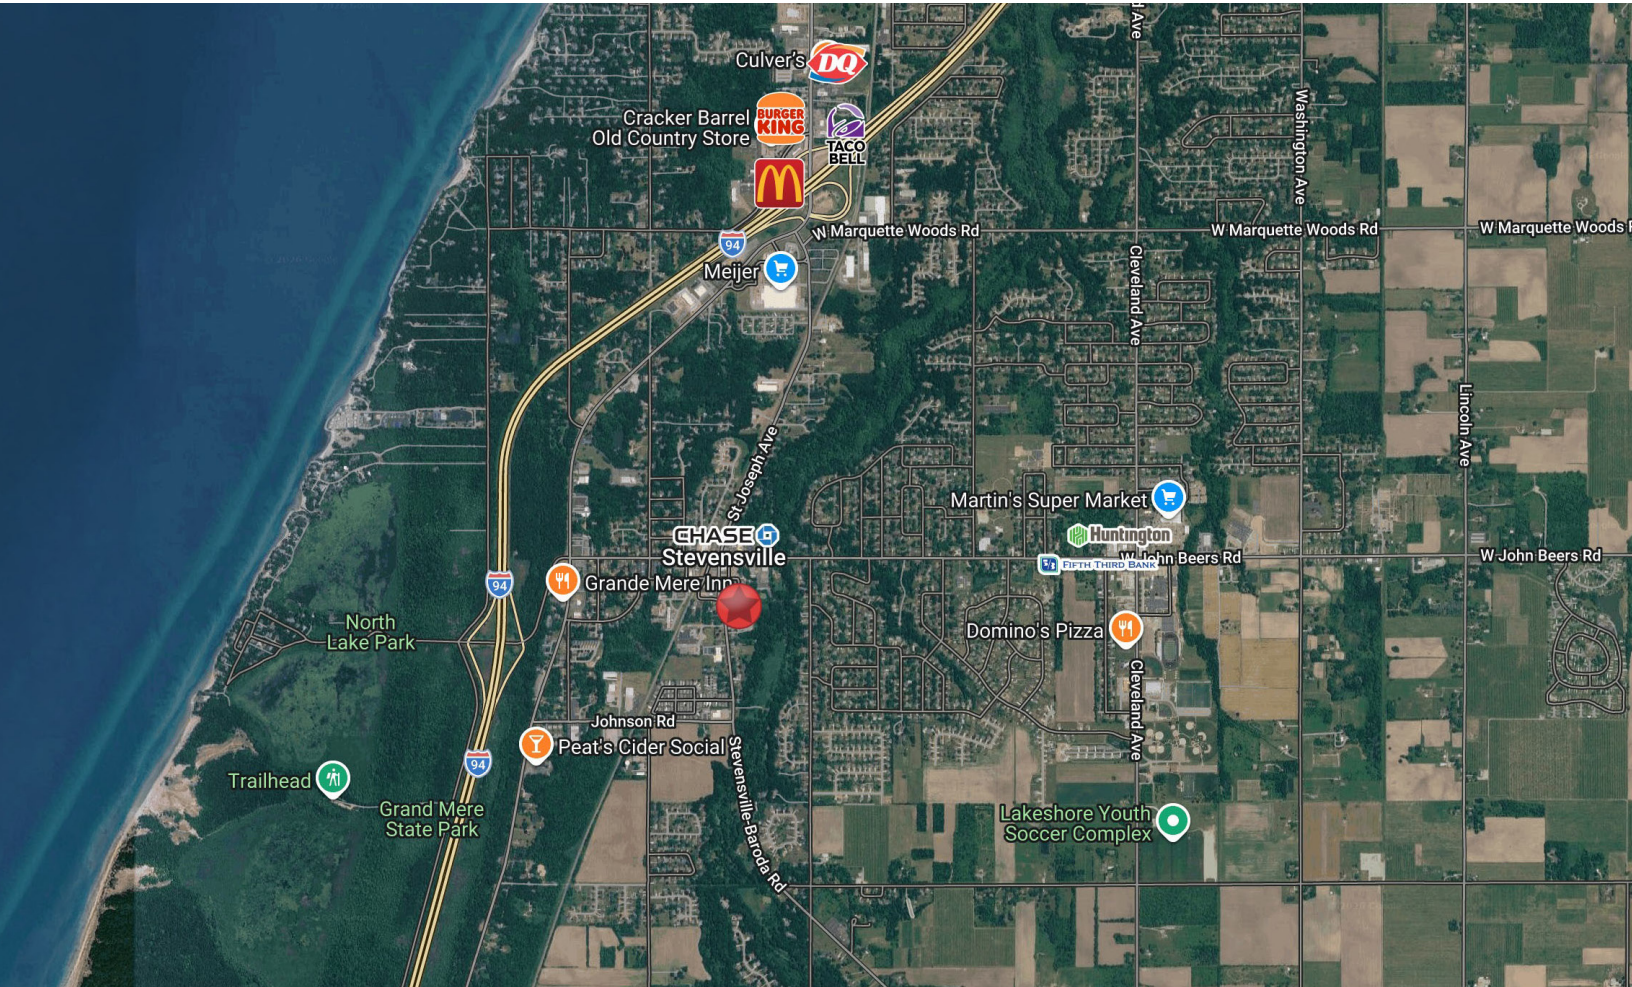 d Ave
Culver's
DQ
Cracker Barrel
Old Country Store
BURGER
KING
TACO
BELL
Washington Ave
W Marquette Woods Rd
W Marquette Woods Rd
W Marquette Woods R
94
Meijer
Cleveland Ave
Lincoln Ave
St Joseph Ave
Martin's Super Market
CHASE
Huntington
Stevensville
W John Beers Rd
W John Beers Rd
FIFTH THIRD BANK
94
Grande Mere Inn
North
Lake Park
Domino's Pizza
Cleveland Ave
Johnson Rd
Peat's Cider Social
94
Stevensville-Baroda Rd
Trailhead
Grand Mere
State Park
Lakeshore Youth
Soccer Complex